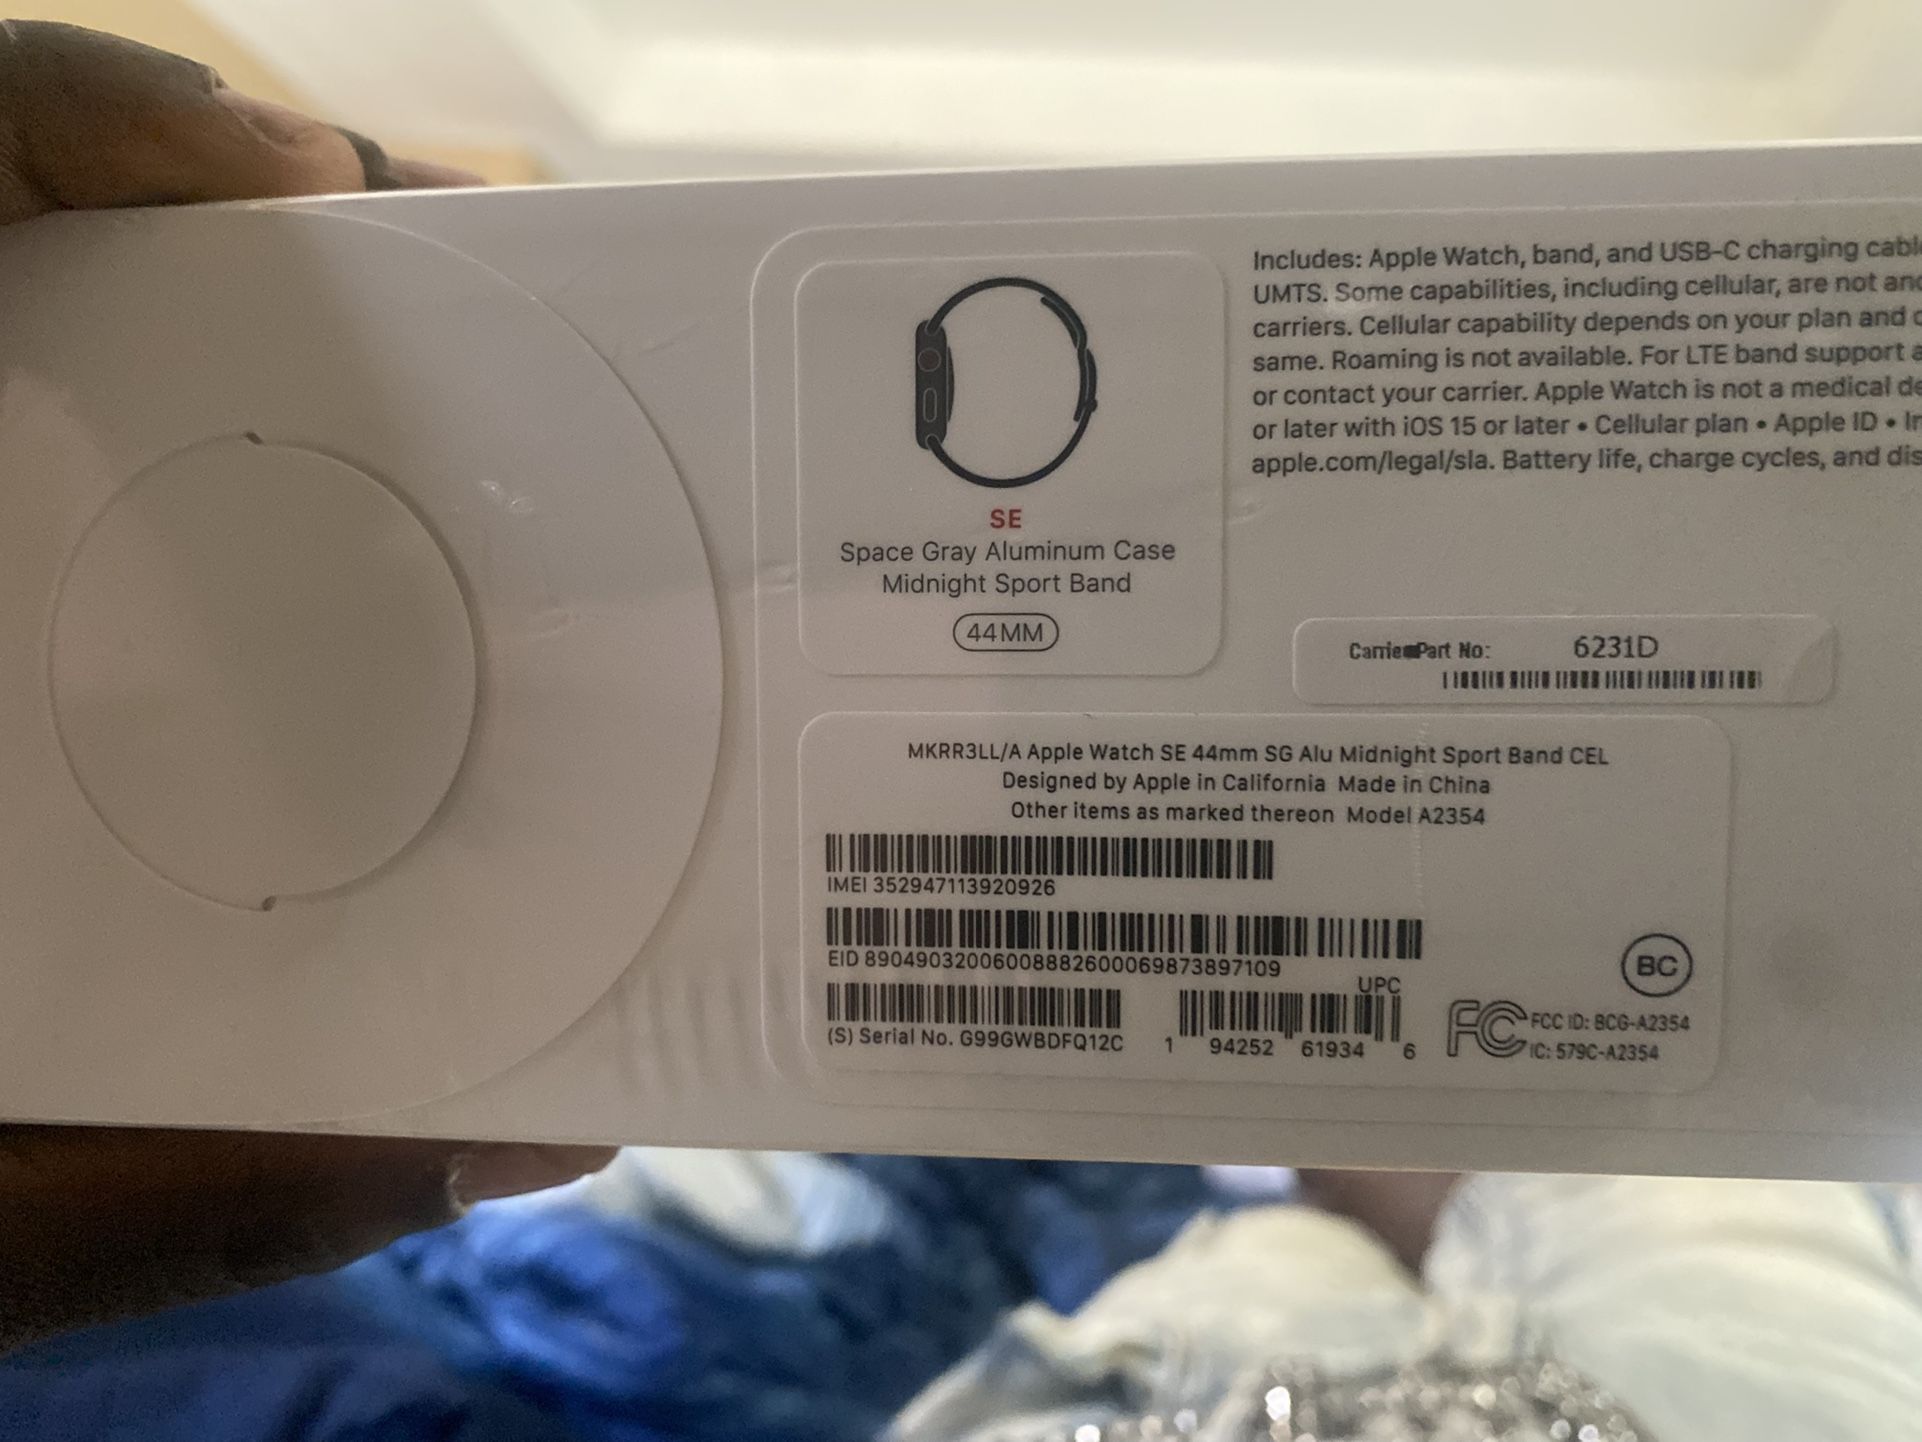 Includes: Apple Watch, band, and USB-C charging
UMTS. Some capabilities, including cellular, are not
carriers. Cellular capability depends on your plan and
same. Roaming is not available. For LTE band support
or contact your carrier. Apple Watch is not a medical
or later with iOS 15 or later • Cellular plan • Apple ID •
apple.com/legal/sla. Battery life, charge cycles, and
SE
Space Gray Aluminum Case
Midnight Sport Band
44MM
Carrier Part No: 6231D
MKRR3LL/A Apple Watch SE 44mm SG Alu Midnight Sport Band CEL
Designed by Apple in California Made in China
Other items as marked thereon Model A2354
IMEI 352947113920926
EID 89049032006008882600069873897109
UPC
(S) Serial No. G99GWBDFQ12C
1 94252 61934 6
BC
FC FCC ID: BCG-A2354
IC: 579C-A2354